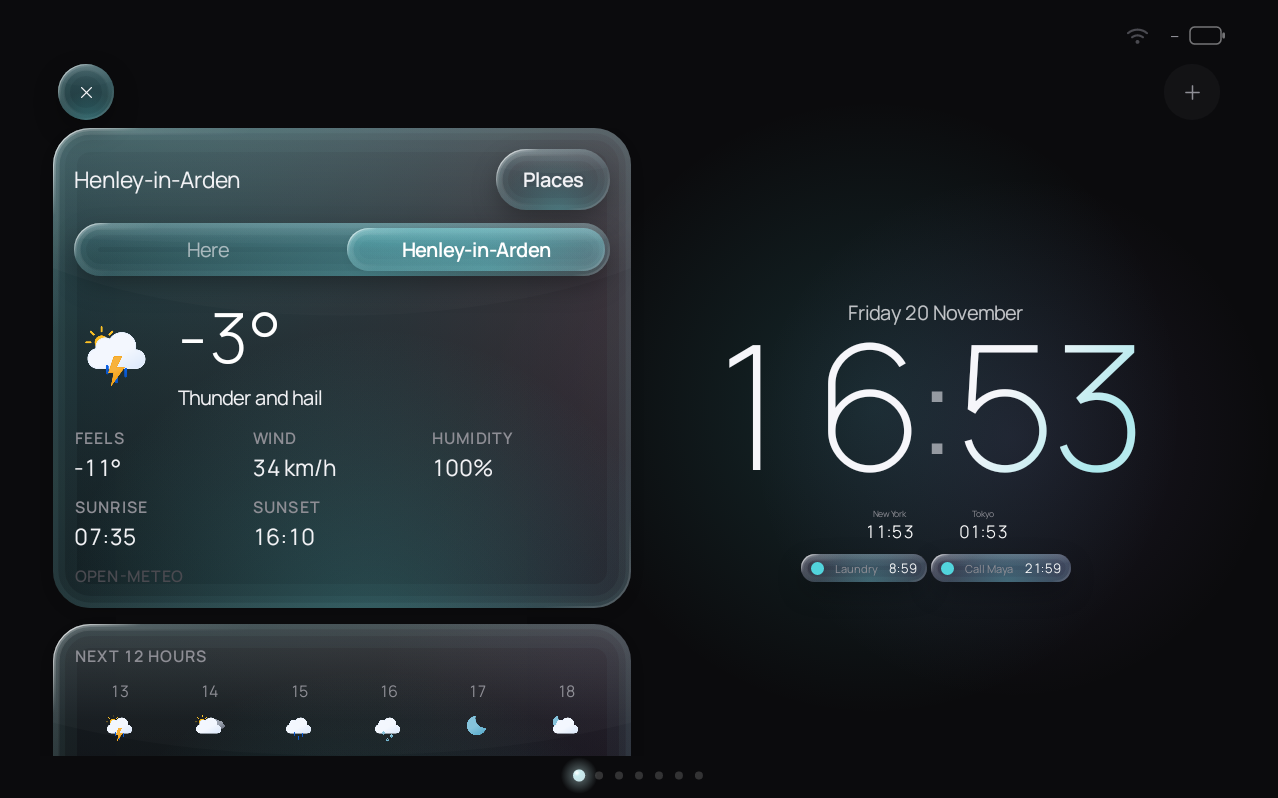 –
Henley-in-Arden
Places
Here
Henley-in-Arden
-3°
Thunder and hail
FEELS
WIND
HUMIDITY
-11°
34 km/h
100%
SUNRISE
SUNSET
07:35
16:10
OPEN-METEO
NEXT 12 HOURS
13 14 15 16 17 18
Friday 20 November
16:53
New York
Tokyo
11:53
01:53
Laundry 8:59
Call Maya 21:59